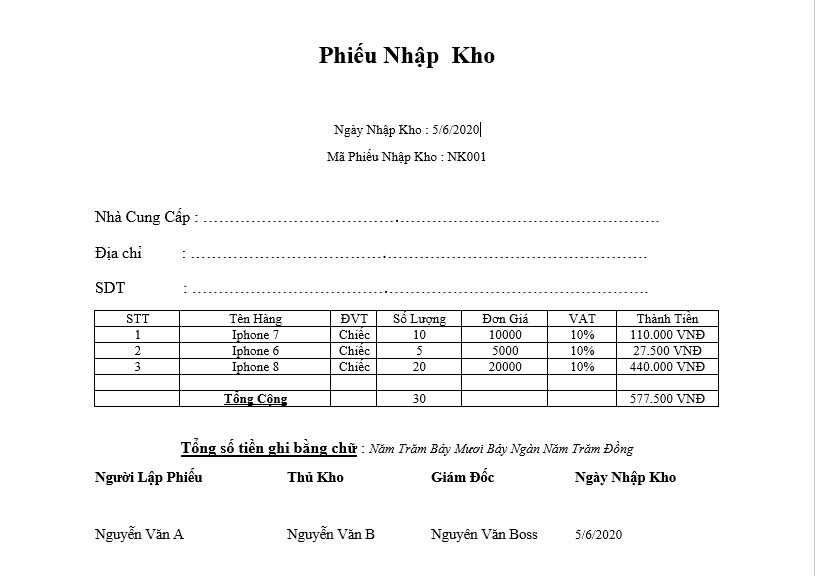 Phiếu Nhập Kho
Ngày Nhập Kho : 5/6/2020
Mã Phiếu Nhập Kho : NK001
Nhà Cung Cấp : ……………………………….…………………………………………
Địa chỉ : ……………………………….…………………………………………
SDT : ……………………………….…………………………………………
STT Tên Hàng ĐVT Số Lượng Đơn Giá VAT Thành Tiền
1 Iphone 7 Chiếc 10 10000 10% 110.000 VNĐ
2 Iphone 6 Chiếc 5 5000 10% 27.500 VNĐ
3 Iphone 8 Chiếc 20 20000 10% 440.000 VNĐ
Tổng Cộng 30 577.500 VNĐ
Tổng số tiền ghi bằng chữ : Năm Trăm Bảy Mươi Bảy Ngàn Năm Trăm Đồng
Người Lập Phiếu Thủ Kho Giám Đốc Ngày Nhập Kho
Nguyễn Văn A Nguyễn Văn B Nguyên Văn Boss 5/6/2020